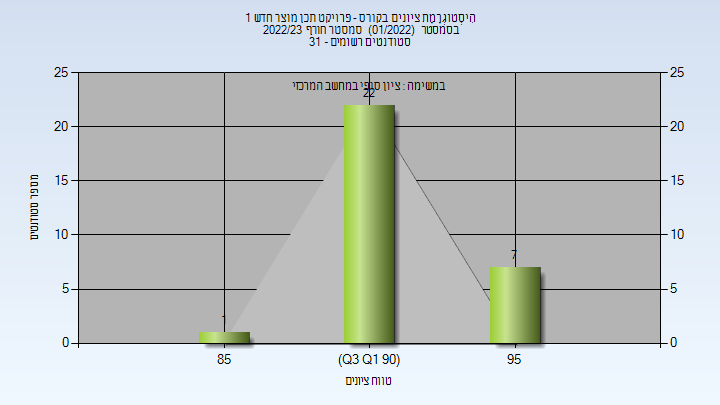 היסטוגרמת ציונים בקורס - פרויקט תכן מוצר חדש 1
בסמסטר (01/2022) סמסטר חורף 2022/23
סטודנטים רשומים - 31
במשימה : ציון סופי במחשב המרכזי
25 25
20 20
15 15
10 10
5 5
0 0
מספר סטודנטים
1
22
7
85
(Q3 Q1 90)
95
טווח ציונים